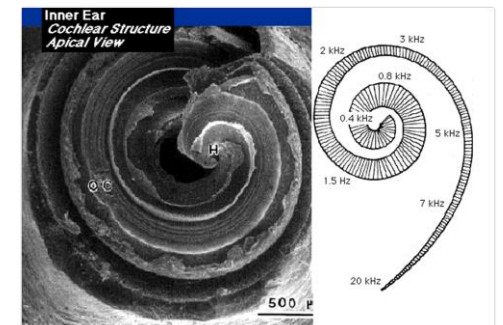 Inner Ear
Cochlear Structure
Apical View
H
O C
500 µ
3 kHz
2 kHz
0.8 kHz
0.4 kHz
5 kHz
1.5 Hz
7 kHz
20 kHz